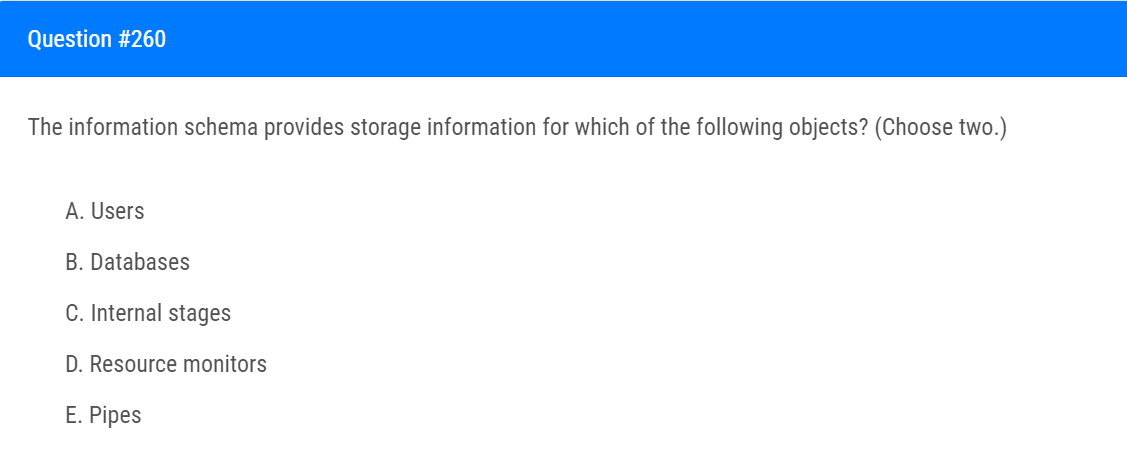 Question #260
The information schema provides storage information for which of the following objects? (Choose two.)
A. Users
B. Databases
C. Internal stages
D. Resource monitors
E. Pipes